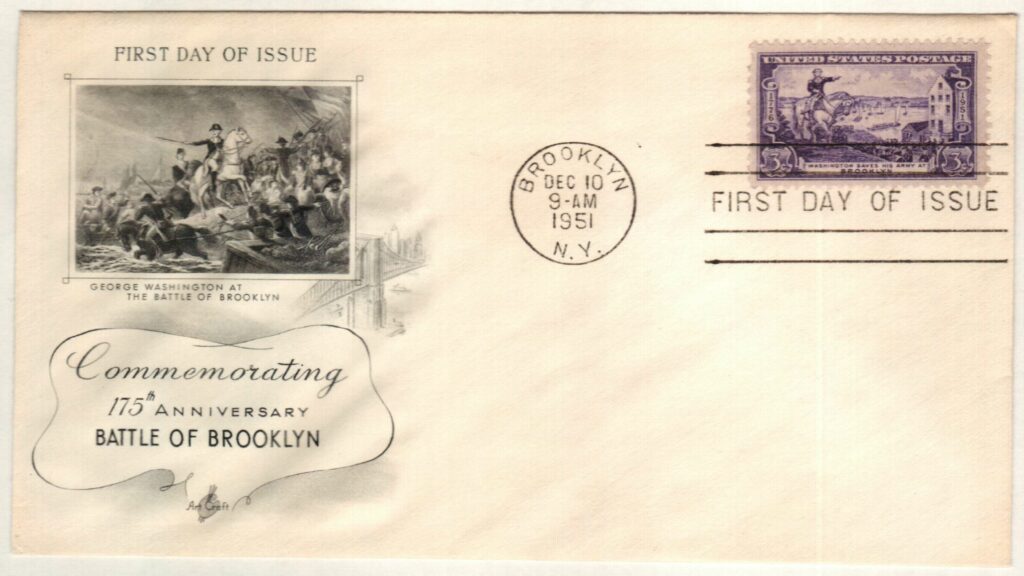 FIRST DAY OF ISSUE
GEORGE WASHINGTON AT
THE BATTLE OF BROOKLYN
Commemorating
175th ANNIVERSARY
BATTLE OF BROOKLYN
Art Craft
BROOKLYN
DEC 10
9-AM
1951
N.Y.
UNITED STATES POSTAGE
1776
1951
3¢ 3¢
WASHINGTON SAVES HIS ARMY AT
BROOKLYN
FIRST DAY OF ISSUE